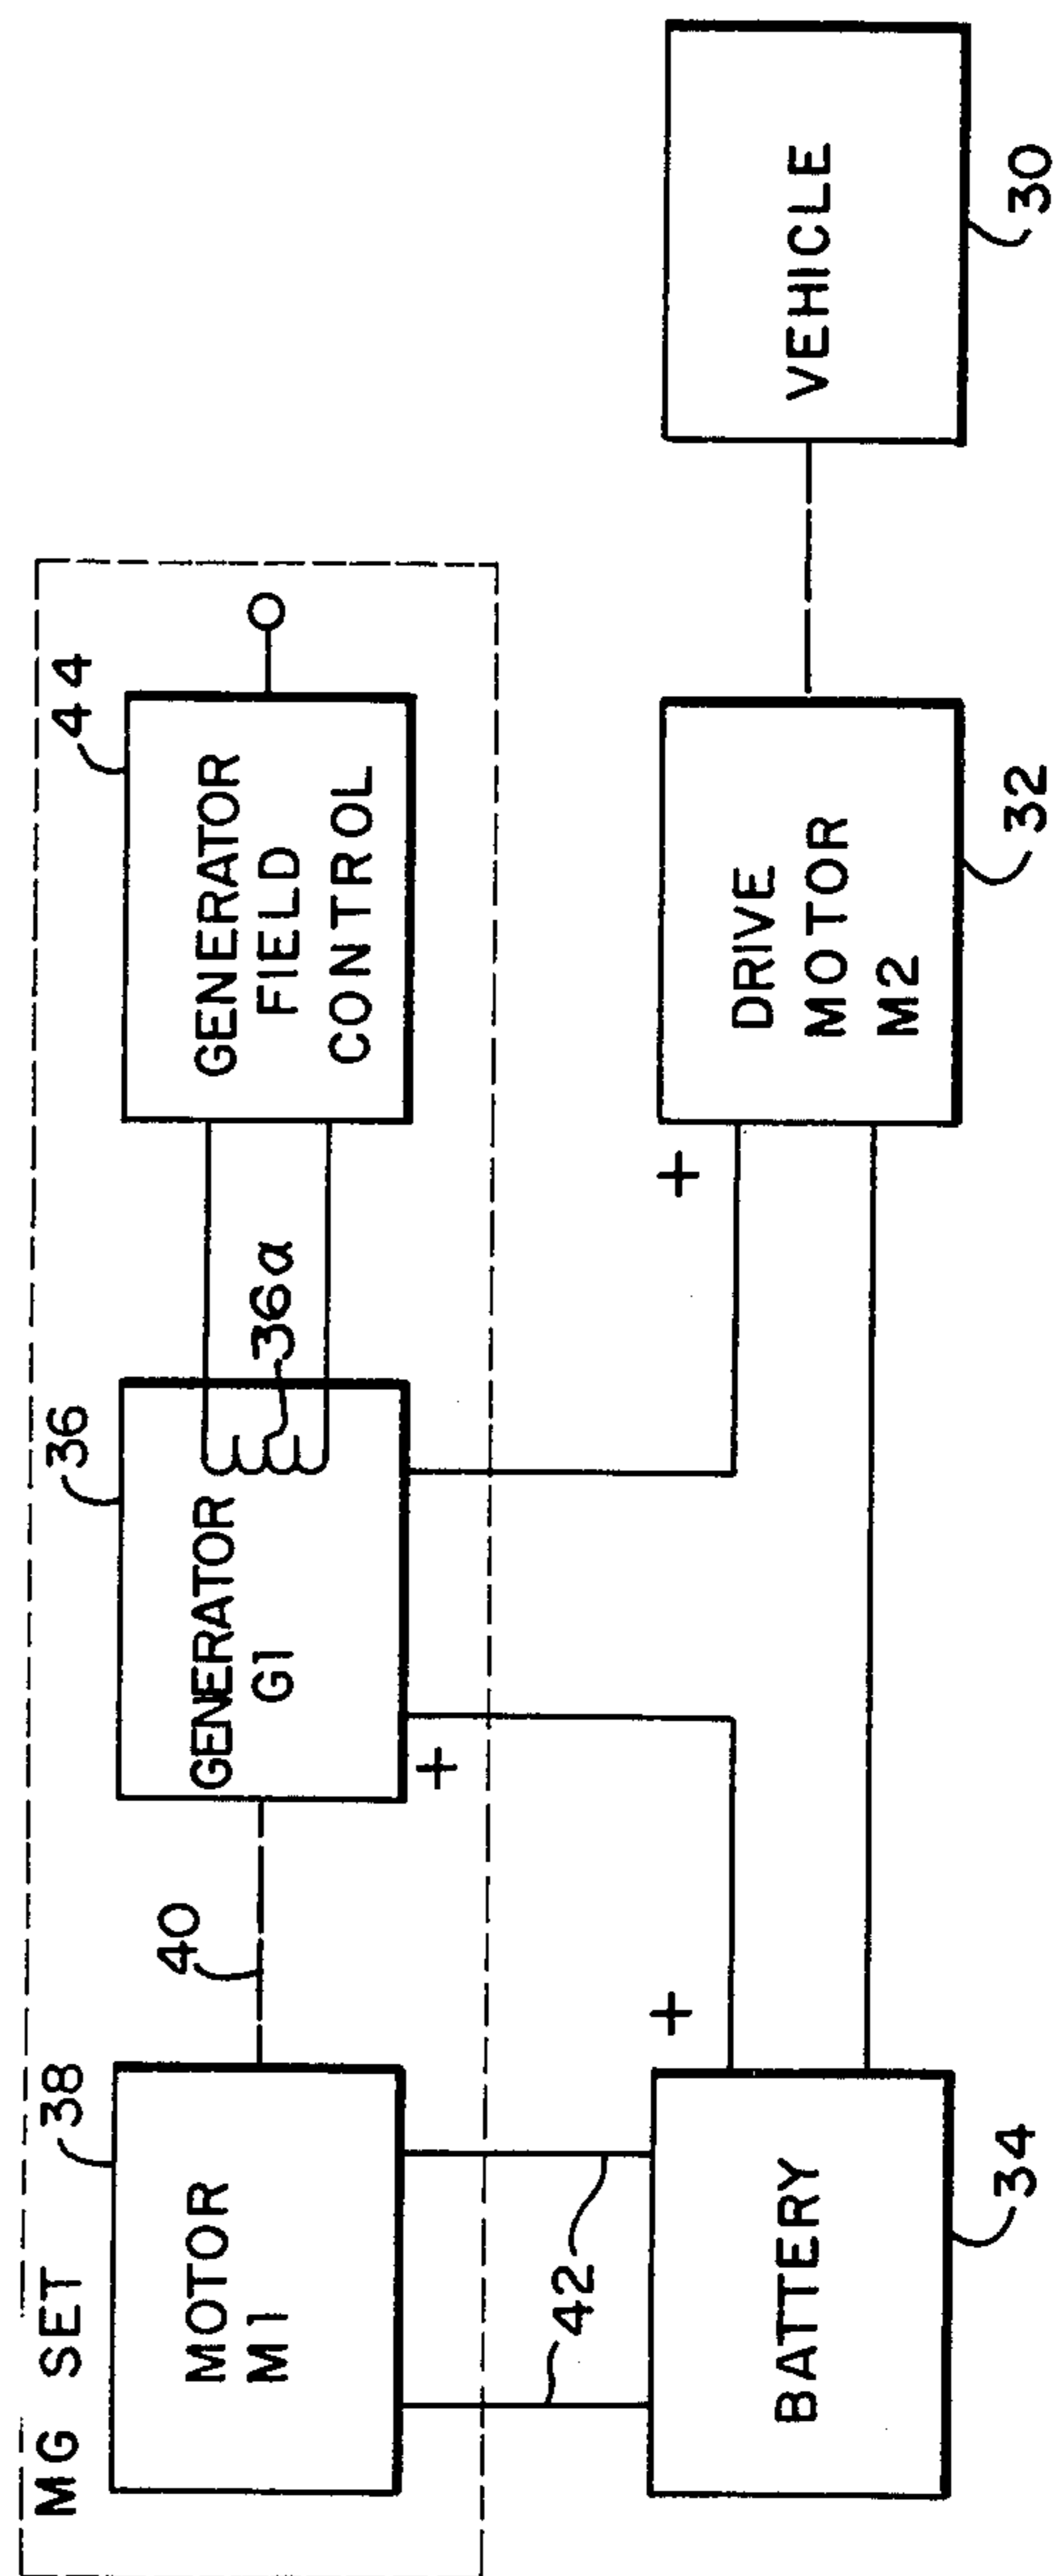 MG SET
38
MOTOR
M1
40
36
GENERATOR
G1
+
36a
44
GENERATOR
FIELD
CONTROL
42
+
BATTERY
34
+
DRIVE
MOTOR
M2
32
VEHICLE
30